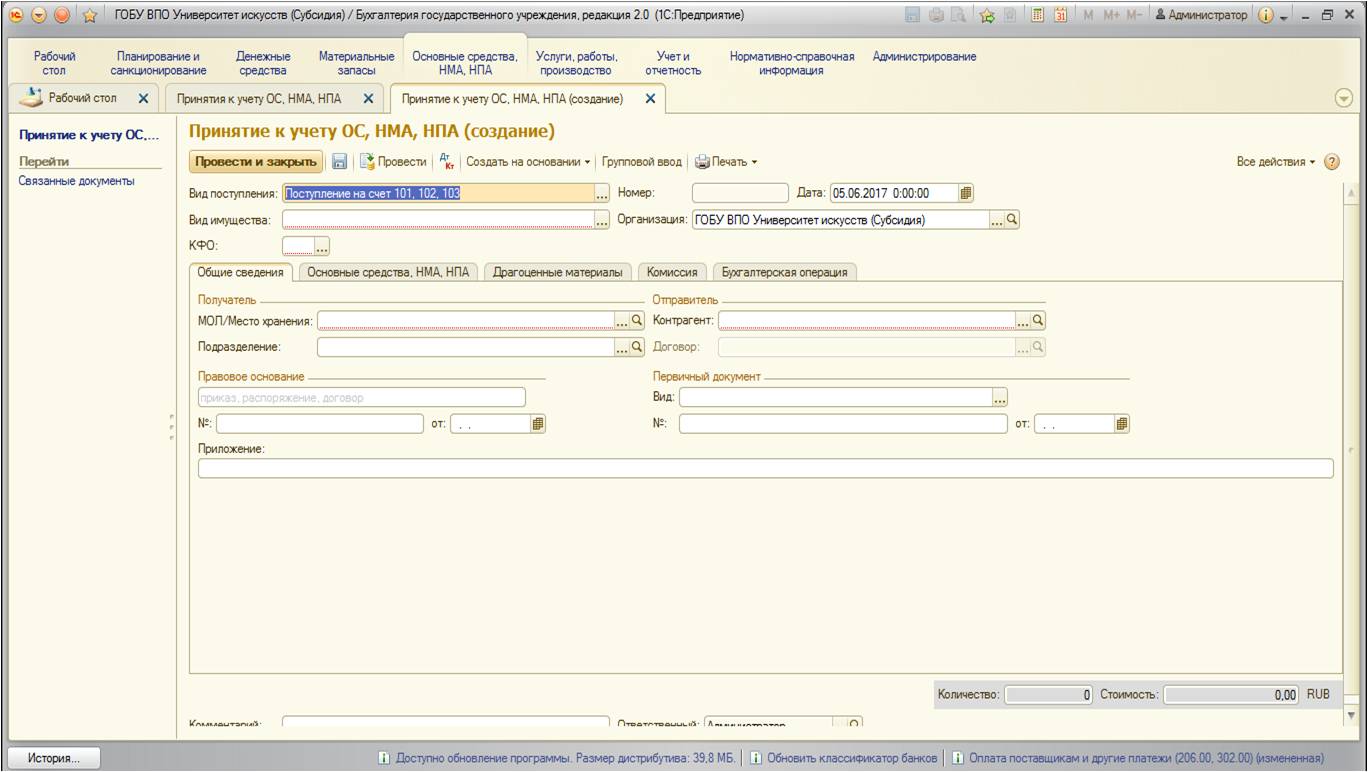 ГОБУ ВПО Университет искусств (Субсидия) / Бухгалтерия государственного учреждения, редакция 2.0 (1С:Предприятие)
M M+ M- Администратор
Рабочий стол
Планирование и санкционирование
Денежные средства
Материальные запасы
Основные средства, НМА, НПА
Услуги, работы, производство
Учет и отчетность
Нормативно-справочная информация
Администрирование
Рабочий стол
Принятия к учету ОС, НМА, НПА
Принятие к учету ОС, НМА, НПА (создание)
Принятие к учету ОС,...
Перейти
Связанные документы
Принятие к учету ОС, НМА, НПА (создание)
Провести и закрыть Провести Дт Кт Создать на основании Групповой ввод Печать Все действия ?
Вид поступления: Поступление на счет 101, 102, 103 ... Номер: Дата: 05.06.2017 0:00:00
Вид имущества: ... Организация: ГОБУ ВПО Университет искусств (Субсидия) ...
КФО: ...
Общие сведения Основные средства, НМА, НПА Драгоценные материалы Комиссия Бухгалтерская операция
Получатель Отправитель
МОЛ/Место хранения: ... Контрагент: ...
Подразделение: ... Договор: ...
Правовое основание Первичный документ
приказ, распоряжение, договор Вид: ...
№: от: . . №: от: . .
Приложение:
Количество: 0 Стоимость: 0,00 RUB
Комментарий: Ответственный: Администратор
История... Доступно обновление программы. Размер дистрибутива: 39,8 МБ. Обновить классификатор банков Оплата поставщикам и другие платежи (206.00, 302.00) (измененная)